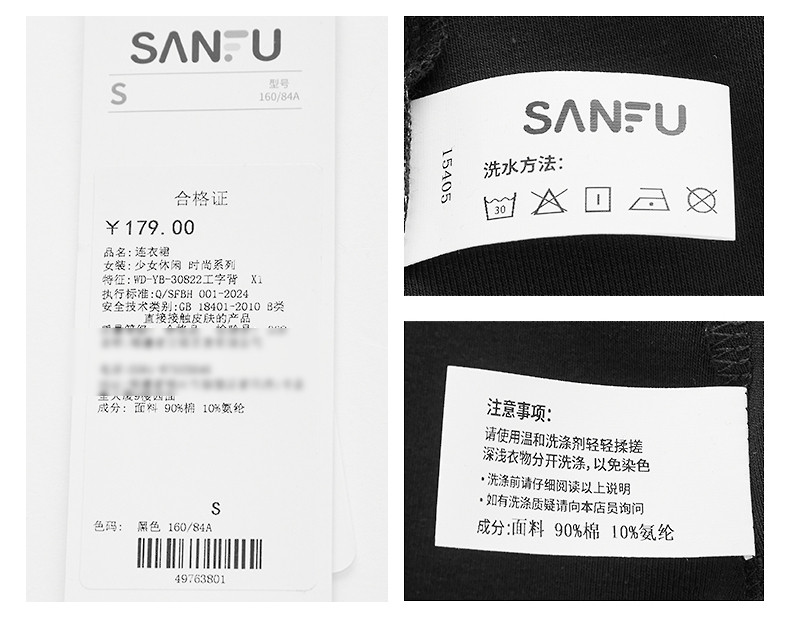 SANFU
S
型号
160/84A
合格证
￥179.00
品名:连衣裙
女装:少女休闲 时尚系列
特征:WD-YB-30822工字背 X1
执行标准:Q/SFBH 001-2024
安全技术类别:GB 18401-2010 B类
直接接触皮肤的产品
成分: 面料 90%棉 10%氨纶
S
色码: 黑色 160/84A
49763801
SANFU
15405
洗水方法:
30
注意事项:
请使用温和洗涤剂轻轻揉搓
深浅衣物分开洗涤,以免染色
·洗涤前请仔细阅读以上说明
·如有洗涤质疑请向本店员询问
成分:面料 90%棉 10%氨纶